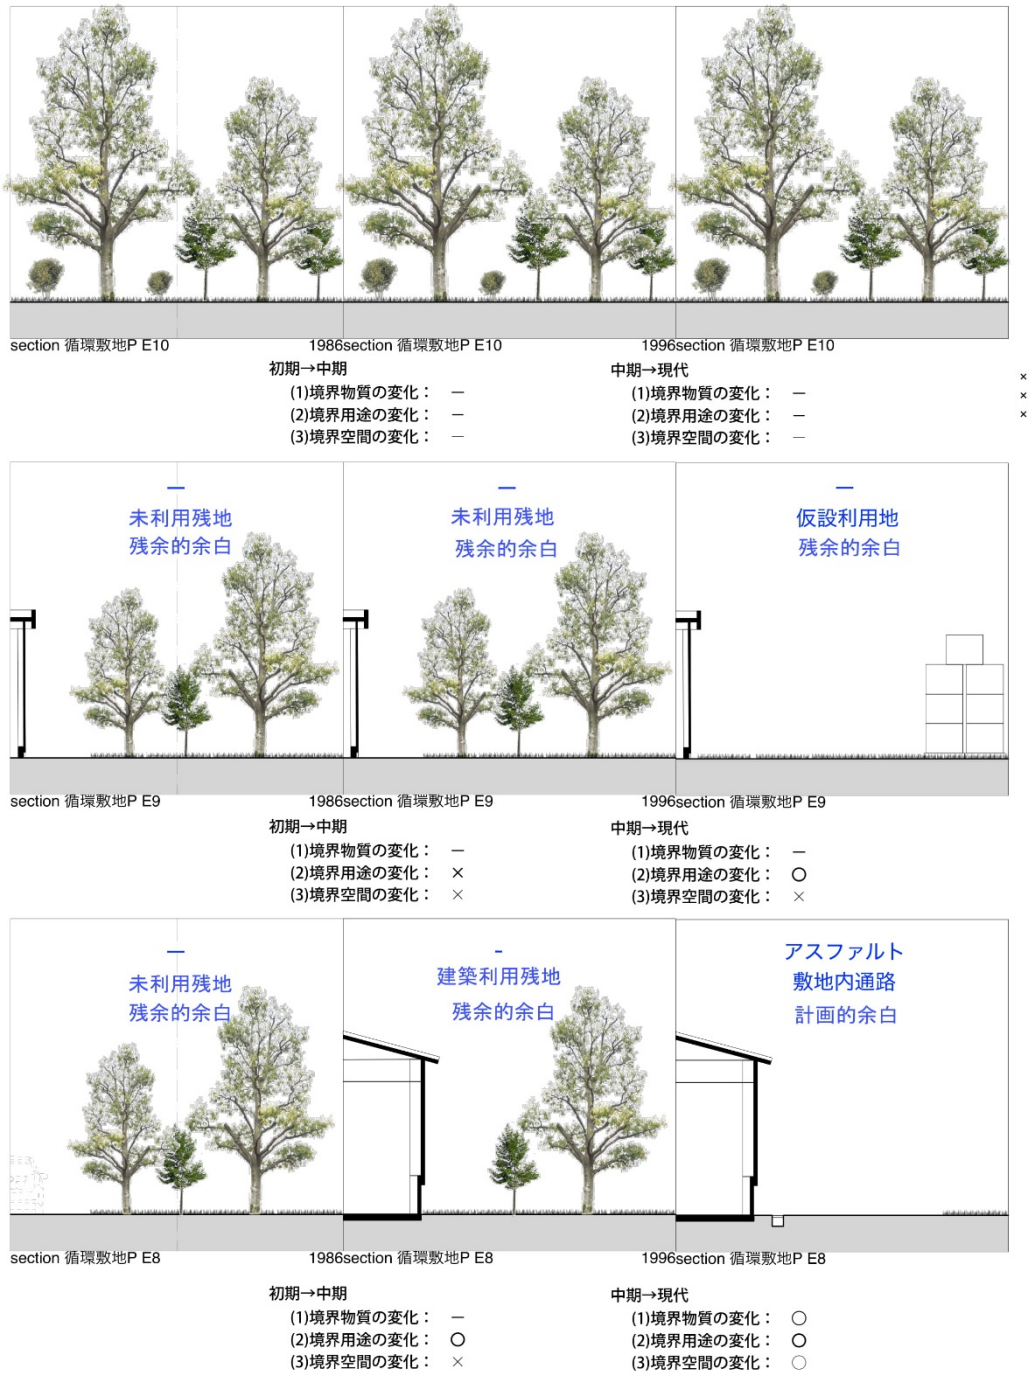 section 循環敷地P E10
1986section 循環敷地P E10
1996section 循環敷地P E10
初期→中期
(1)境界物質の変化： ―
(2)境界用途の変化： ―
(3)境界空間の変化： ―
中期→現代
(1)境界物質の変化： ―
(2)境界用途の変化： ―
(3)境界空間の変化： ―
×
×
×
―
未利用残地
残余的余白
―
未利用残地
残余的余白
―
仮設利用地
残余的余白
section 循環敷地P E9
1986section 循環敷地P E9
1996section 循環敷地P E9
初期→中期
(1)境界物質の変化： ―
(2)境界用途の変化： ×
(3)境界空間の変化： ×
中期→現代
(1)境界物質の変化： ―
(2)境界用途の変化： ○
(3)境界空間の変化： ×
―
未利用残地
残余的余白
-
建築利用残地
残余的余白
アスファルト
敷地内通路
計画的余白
section 循環敷地P E8
1986section 循環敷地P E8
1996section 循環敷地P E8
初期→中期
(1)境界物質の変化： ―
(2)境界用途の変化： ○
(3)境界空間の変化： ×
中期→現代
(1)境界物質の変化： ○
(2)境界用途の変化： ○
(3)境界空間の変化： ○